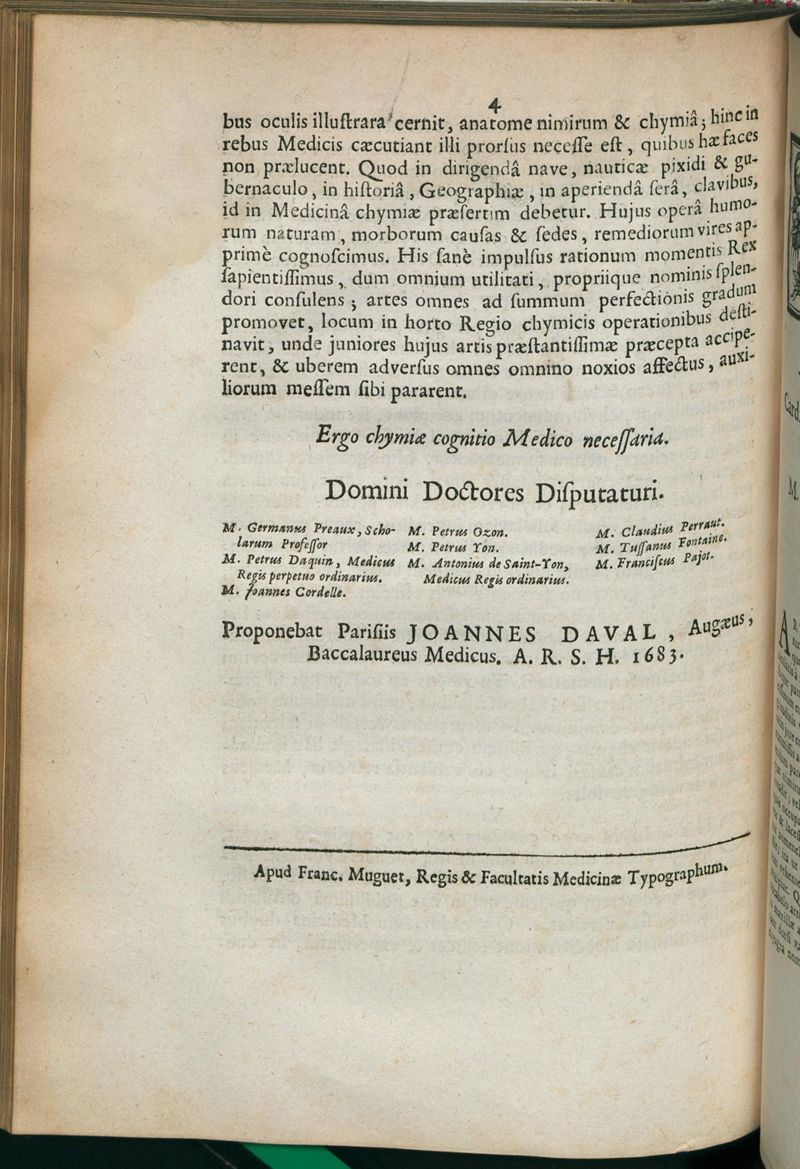 4
bus oculis illuſtrara cernit, anatome nimirum & chymiâ; hinc in
rebus Medicis cæcutiant illi prorſus neceſſe eſt, quibus hæ faces
non prælucent. Quod in dirigendâ nave, nauticæ pixidi & gu-
bernaculo, in hiſtoriâ, Geographiæ, in aperiendâ ſerâ, clavibus,
id in Medicinâ chymiæ præſertim debetur. Hujus operâ humo-
rum naturam, morborum cauſas & ſedes, remediorum vires ap-
primè cognoſcimus. His ſanè impulſus rationum momentis Rex
ſapientiſſimus, dum omnium utilitati, propriique nominis ſplen-
dori conſulens; artes omnes ad ſummum perfectionis gradum
promovet, locum in horto Regio chymicis operationibus deſti-
navit, unde juniores hujus artis præſtantiſſimæ præcepta accipe-
rent, & uberem adverſus omnes omnino noxios affectus, auxi-
liorum meſſem ſibi pararent.
Ergo chymiæ cognitio Medico neceſſaria.
Domini Doctores Diſputaturi.
M. Germanus Preaux, Scho-
larum Profeſſor
M. Petrus Daquin, Medicus
Regis perpetuo ordinarius.
M. Joannes Cordelle.
M. Petrus Ozon.
M. Petrus Yon.
M. Antonius de Saint-Yon,
Medicus Regis ordinarius.
M. Claudius Perraut.
M. Tuſſanus Fontaine.
M. Franciſcus Pajot.
Proponebat Pariſiis JOANNES DAVAL, Augæus,
Baccalaureus Medicus. A. R. S. H. 1683.
Apud Franc. Muguet, Regis & Facultatis Medicinæ Typographum.